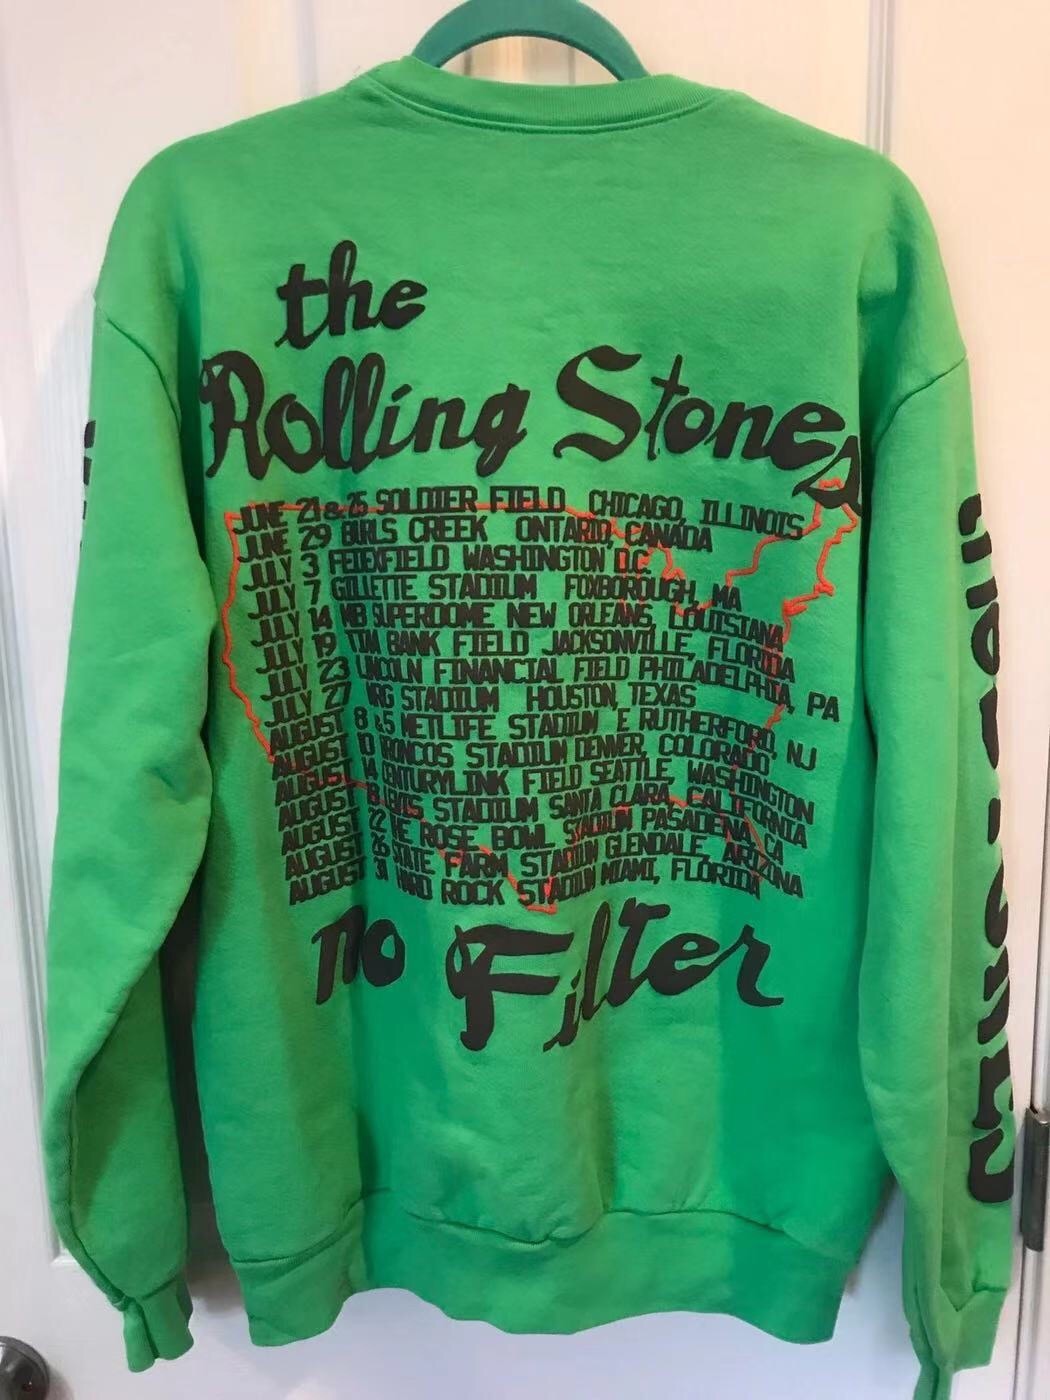 the
Rolling Stones
JUNE 21 & 25 SOLDIER FIELD CHICAGO, ILLINOIS
JUNE 29 BURLS CREEK ONTARIO, CANADA
JULY 3 FEDEXFIELD WASHINGTON D.C.
JULY 7 GILLETTE STADIUM FOXBOROUGH, MA
JULY 14 MB SUPERDOME NEW ORLEANS, LOUISIANA
JULY 19 TIAA BANK FIELD JACKSONVILLE, FLORIDA
JULY 23 LINCOLN FINANCIAL FIELD PHILADELPHIA, PA
JULY 27 NRG STADIUM HOUSTON, TEXAS
AUGUST &5 METLIFE STADIUM E RUTHERFORD, NJ
AUGUST 10 BRONCOS STADIUM DENVER, COLORADO
AUGUST 14 CENTURYLINK FIELD SEATTLE, WASHINGTON
AUGUST 18 LEVIS STADIUM SANTA CLARA, CALIFORNIA
AUGUST 22 THE ROSE BOWL STADIUM PASADENA, CA
AUGUST 26 STATE FARM STADIUM GLENDALE, ARIZONA
AUGUST 31 HARD ROCK STADIUM MIAMI, FLORIDA
no Filter